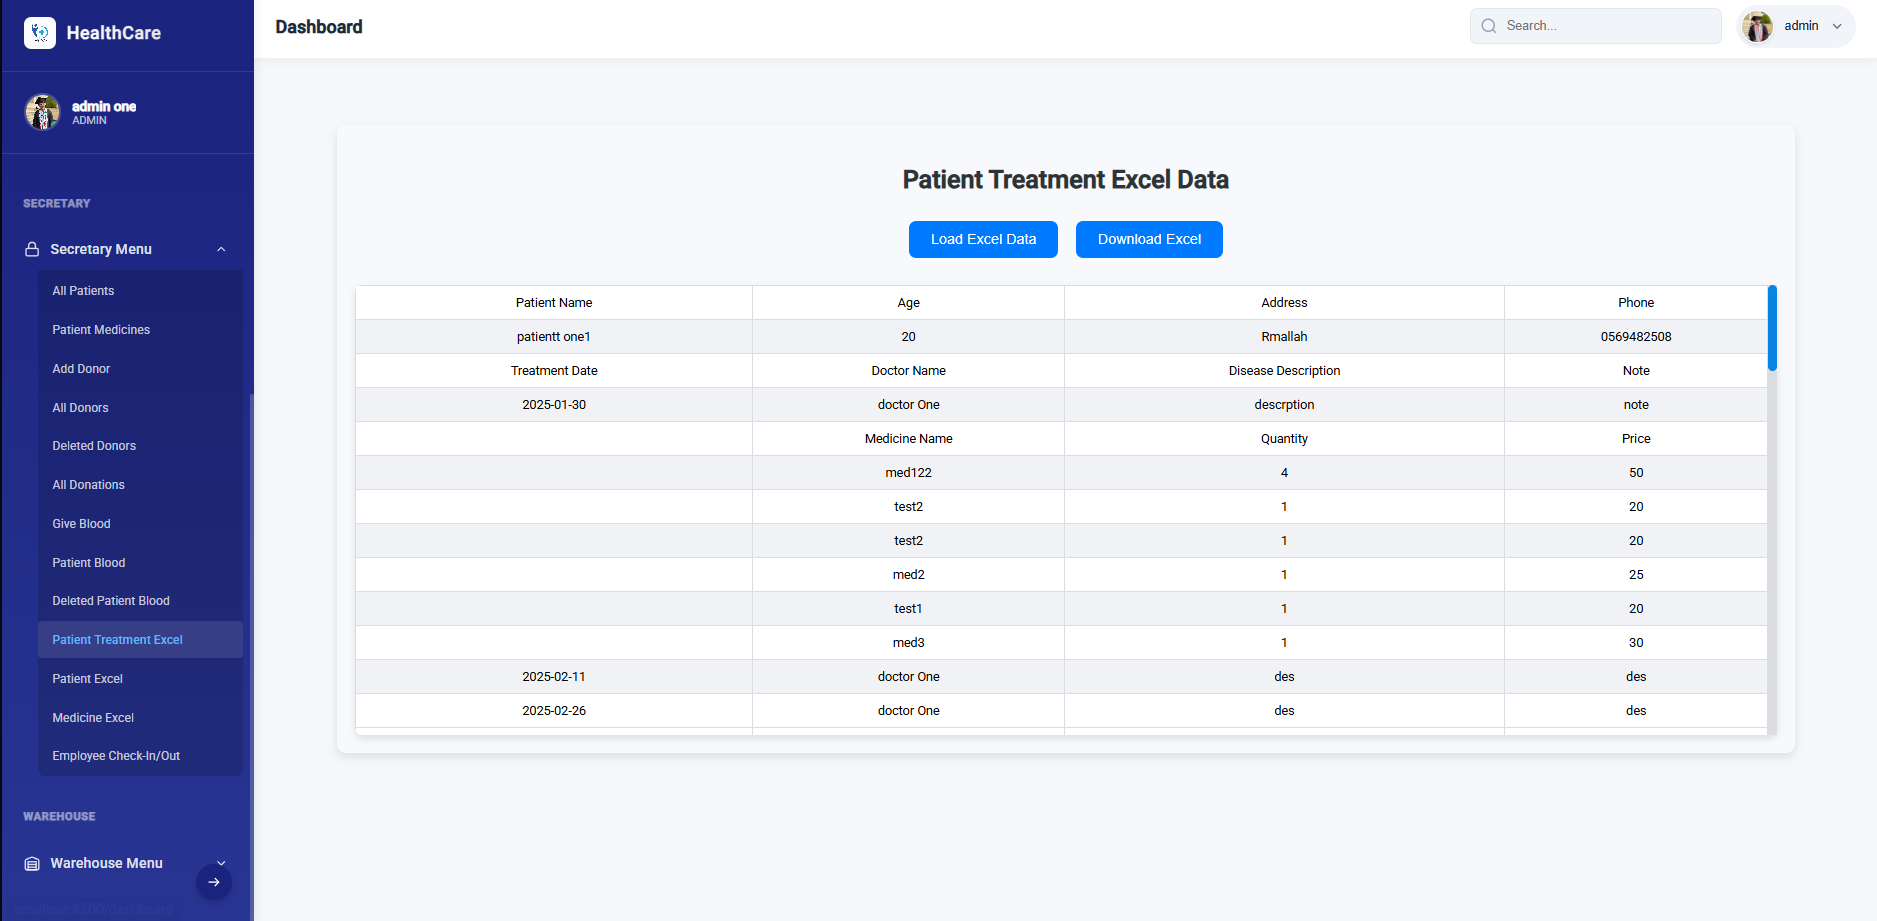 HealthCare
Dashboard
Search...
admin
admin one
ADMIN
SECRETARY
Secretary Menu
All Patients
Patient Medicines
Add Donor
All Donors
Deleted Donors
All Donations
Give Blood
Patient Blood
Deleted Patient Blood
Patient Treatment Excel
Patient Excel
Medicine Excel
Employee Check-In/Out
WAREHOUSE
Warehouse Menu
localhost:4200/dashboard
Patient Treatment Excel Data
Load Excel Data Download Excel
Patient Name Age Address Phone
patientt one1 20 Rmallah 0569482508
Treatment Date Doctor Name Disease Description Note
2025-01-30 doctor One descrption note
Medicine Name Quantity Price
med122 4 50
test2 1 20
test2 1 20
med2 1 25
test1 1 20
med3 1 30
2025-02-11 doctor One des des
2025-02-26 doctor One des des